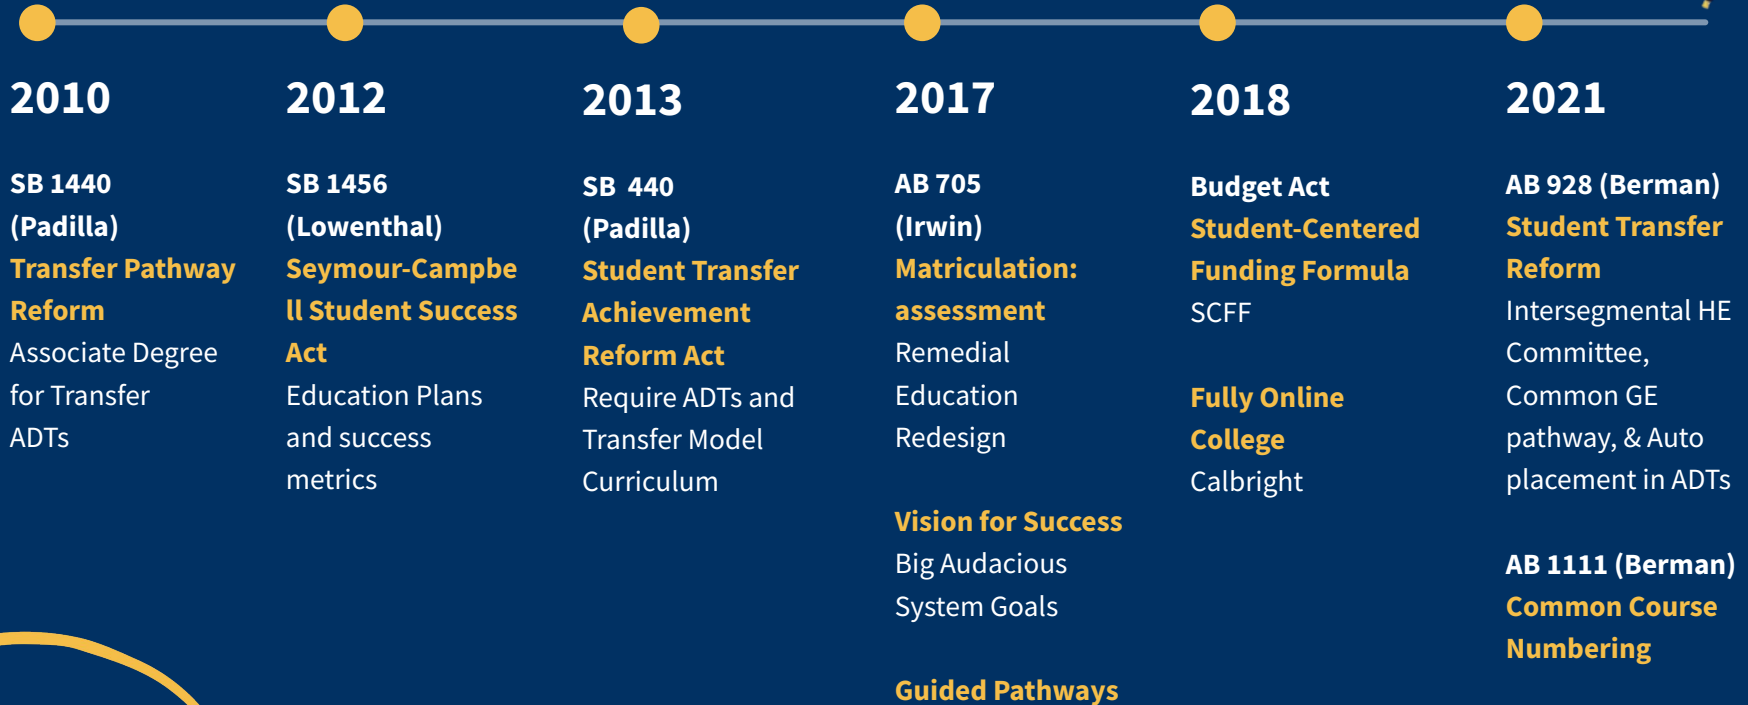 2010
SB 1440
(Padilla)
Transfer Pathway
Reform
Associate Degree
for Transfer
ADTs
2012
SB 1456
(Lowenthal)
Seymour-Campbe
ll Student Success
Act
Education Plans
and success
metrics
2013
SB  440
(Padilla)
Student Transfer
Achievement
Reform Act
Require ADTs and
Transfer Model
Curriculum
2017
AB 705
(Irwin)
Matriculation:
assessment
Remedial
Education
Redesign
Vision for Success
Big Audacious
System Goals
Guided Pathways
2018
Budget Act
Student-Centered
Funding Formula
SCFF
Fully Online
College
Calbright
2021
AB 928 (Berman)
Student Transfer
Reform
Intersegmental HE
Committee,
Common GE
pathway, & Auto
placement in ADTs
AB 1111 (Berman)
Common Course
Numbering